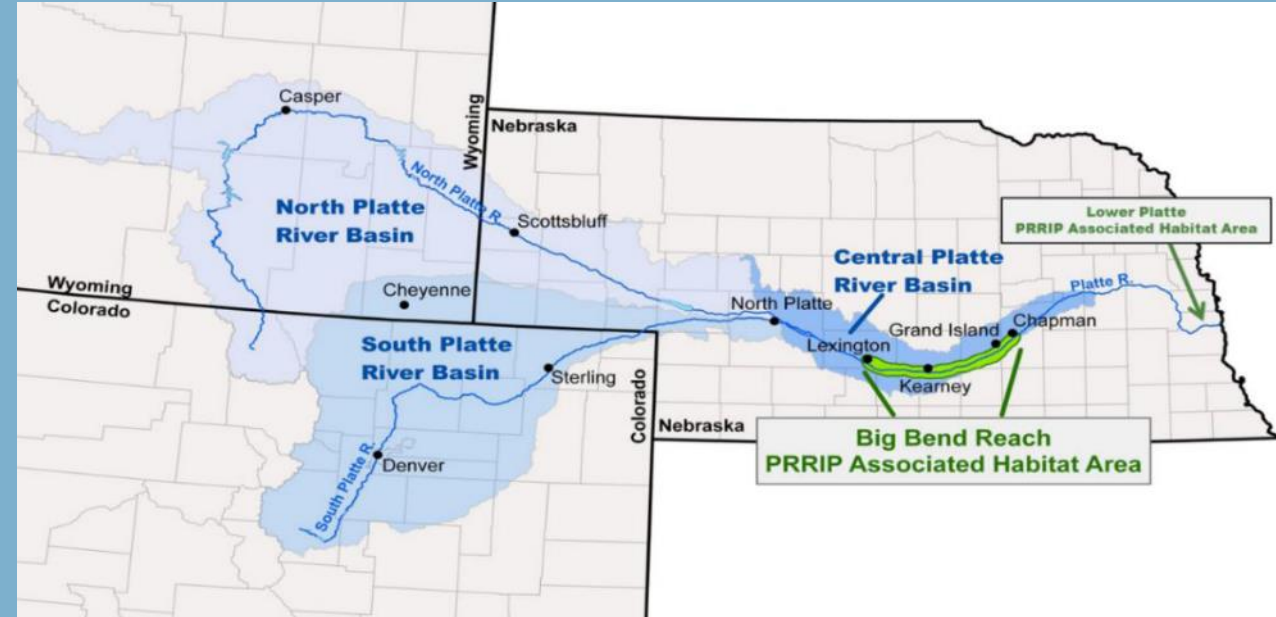 Casper
Wyoming
Nebraska
North Platte R.
North Platte
River Basin
Scottsbluff
Lower Platte
PRRIP Associated Habitat Area
Wyoming
Colorado
Cheyenne
Central Platte
River Basin
Platte R.
North Platte
Grand Island
Chapman
Lexington
South Platte
River Basin
Sterling
Kearney
Colorado
Nebraska
Big Bend Reach
PRRIP Associated Habitat Area
South Platte R.
Denver